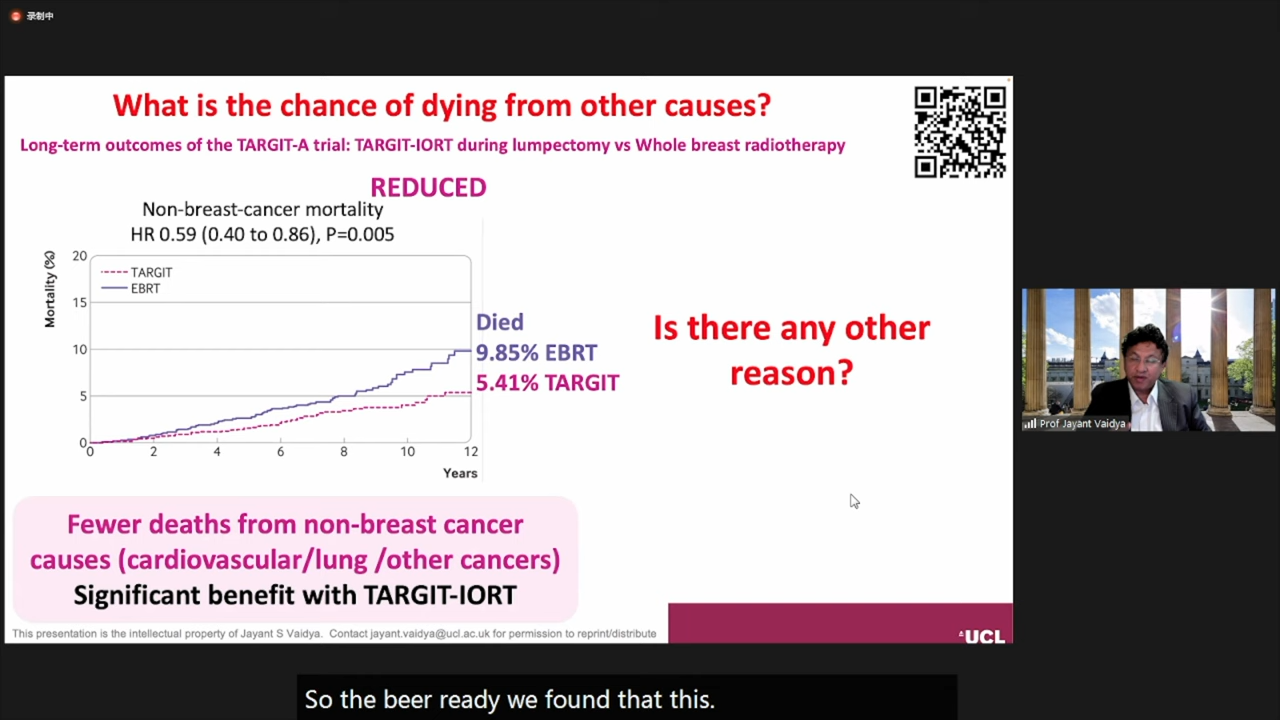 录制中
What is the chance of dying from other causes?
Long-term outcomes of the TARGIT-A trial: TARGIT-IORT during lumpectomy vs Whole breast radiotherapy
REDUCED
Non-breast-cancer mortality
HR 0.59 (0.40 to 0.86), P=0.005
Mortality (%)
20
15
10
5
0
TARGIT
EBRT
0 2 4 6 8 10 12
Years
Died
9.85% EBRT
5.41% TARGIT
Is there any other
reason?
Prof Jayant Vaidya
Fewer deaths from non-breast cancer
causes (cardiovascular/lung /other cancers)
Significant benefit with TARGIT-IORT
This presentation is the intellectual property of Jayant S Vaidya. Contact jayant.vaidya@ucl.ac.uk for permission to reprint/distribute
UCL
So the beer ready we found that this.